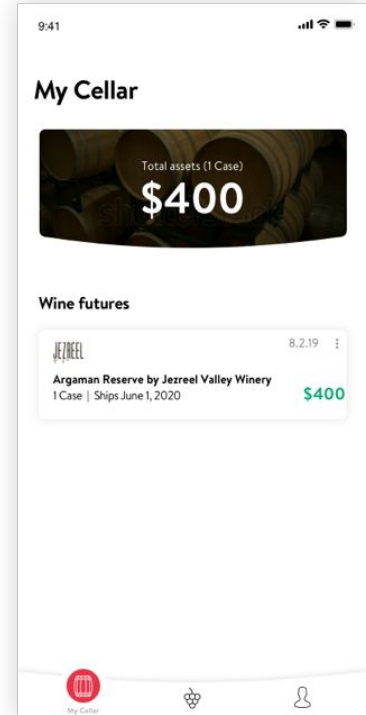 9:41
My Cellar
Total assets (1 Case)
$400
Wine futures
JEZREEL
8.2.19
Argaman Reserve by Jezreel Valley Winery
1 Case | Ships June 1, 2020
$400
My Cellar